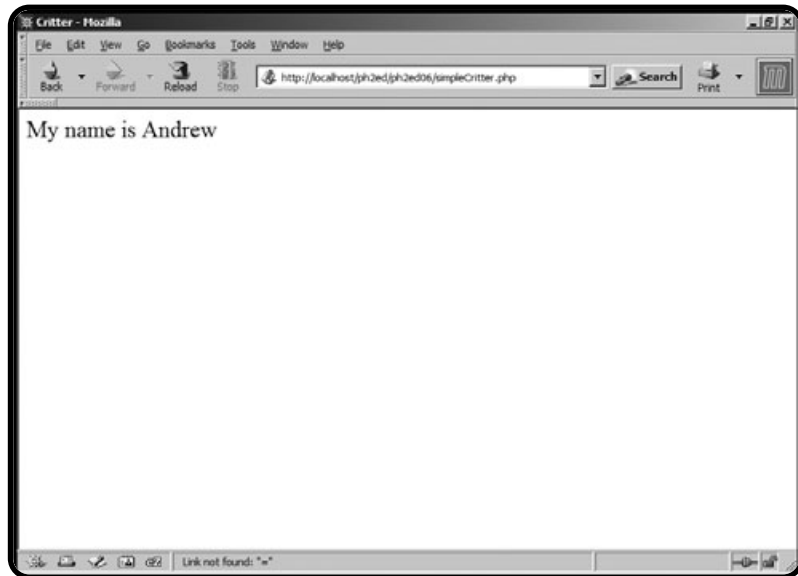 Critter - Mozilla
File Edit View Go Bookmarks Tools Window Help
Back Forward Reload Stop http://localhost/ph2ed/ph2ed06/simpleCritter.php Search Print
My name is Andrew
Link not found: "="